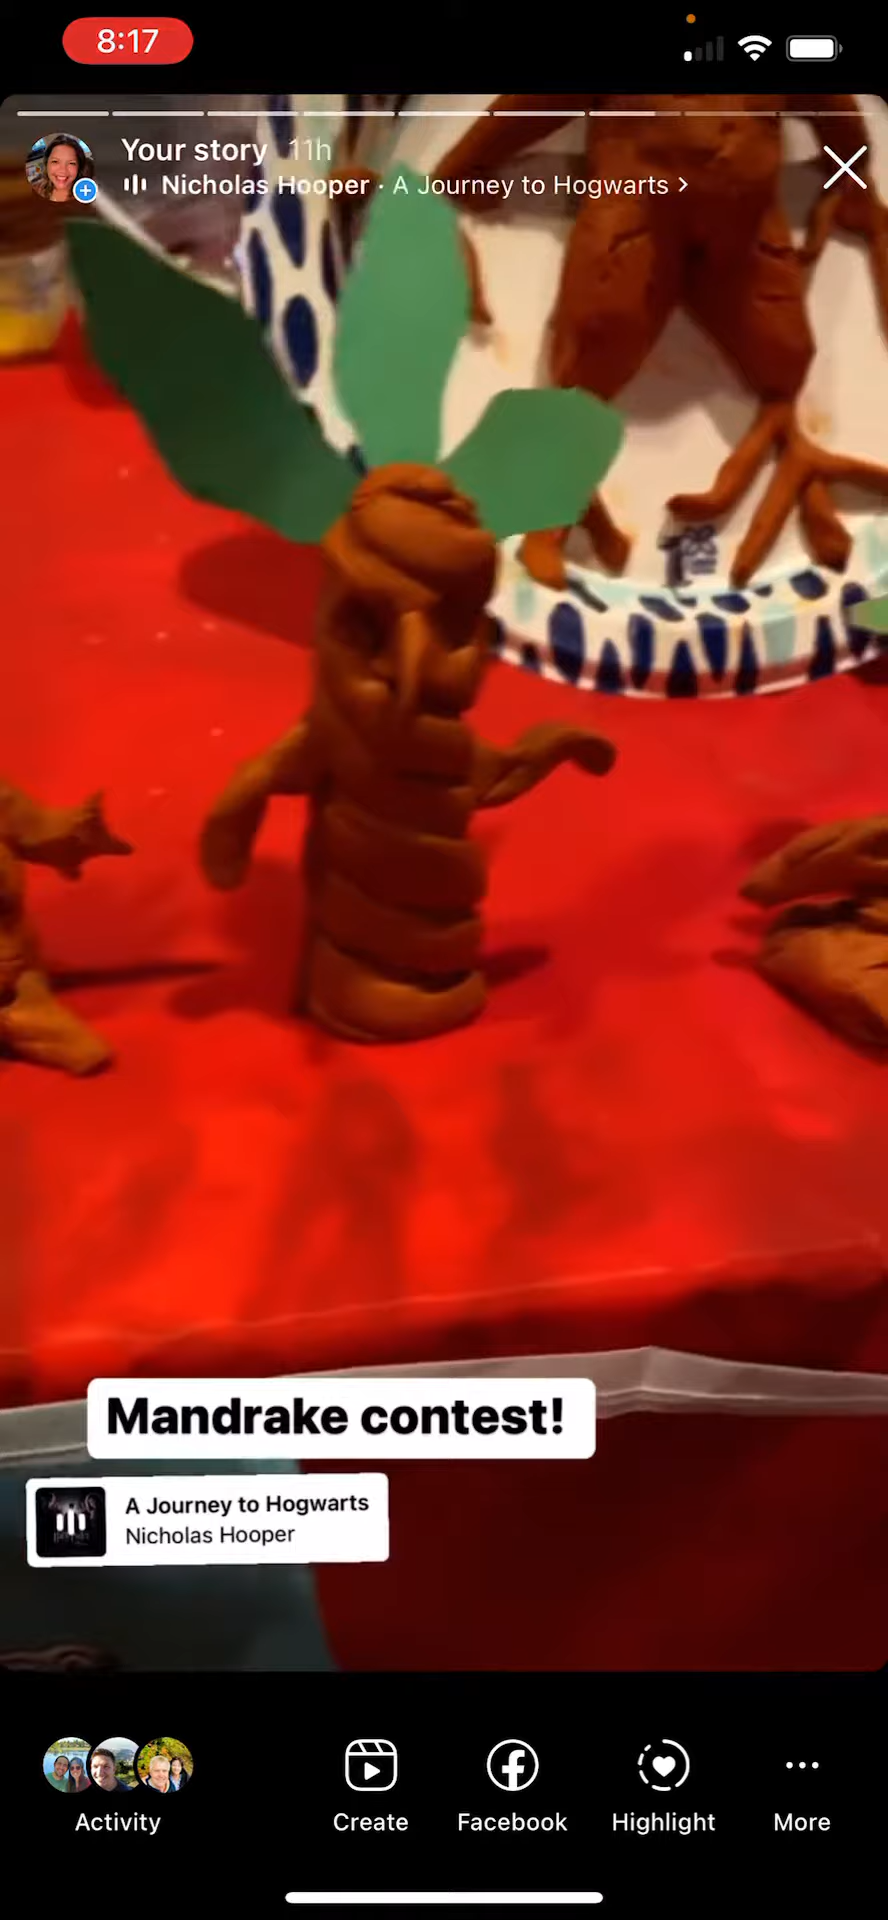 8:17
Your story 11h
Nicholas Hooper · A Journey to Hogwarts >
Mandrake contest!
A Journey to Hogwarts
Nicholas Hooper
Activity
Create
Facebook
Highlight
More